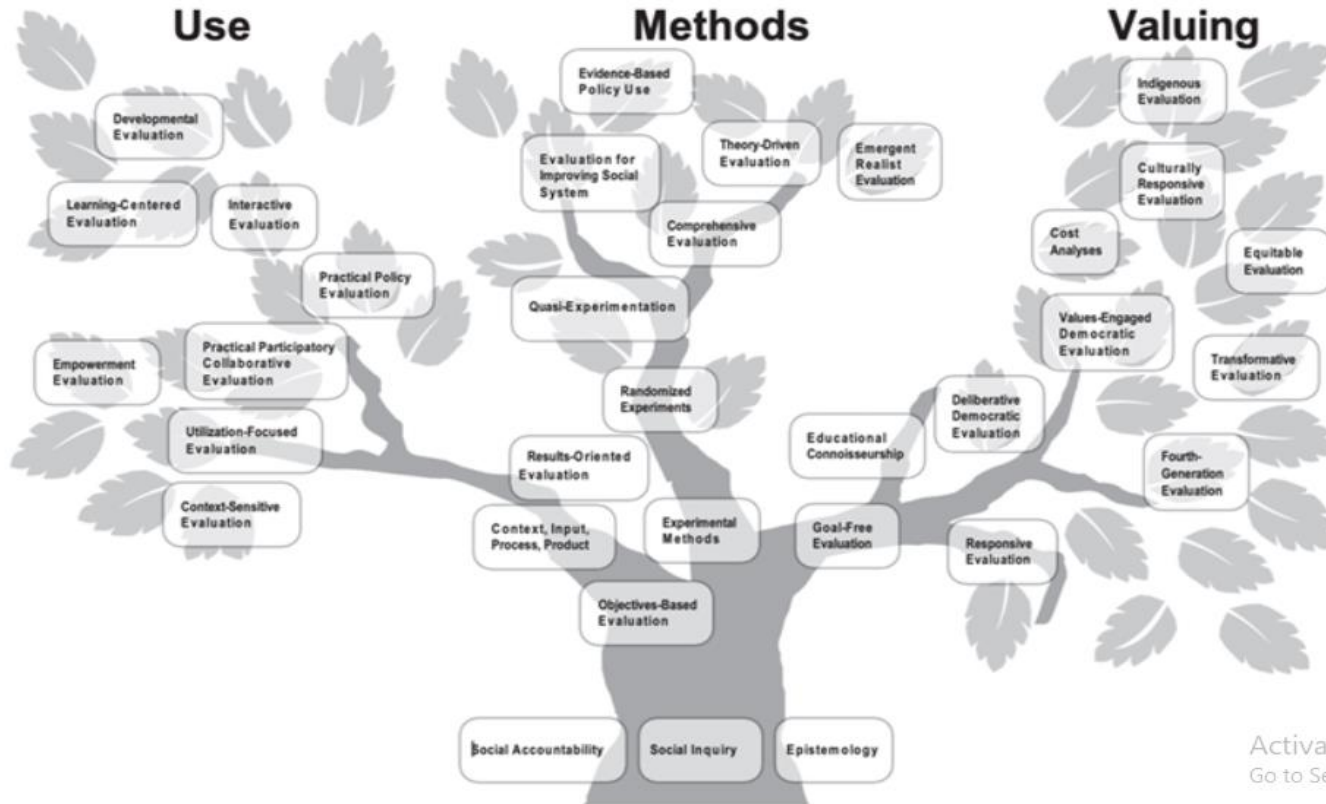 Use
Methods
Valuing
Developmental
Evaluation
Learning-Centered
Evaluation
Interactive
Evaluation
Practical Policy
Evaluation
Empowerment
Evaluation
Practical Participatory
Collaborative
Evaluation
Utilization-Focused
Evaluation
Context-Sensitive
Evaluation
Evidence-Based
Policy Use
Evaluation for
Improving Social
System
Theory-Driven
Evaluation
Emergent
Realist
Evaluation
Comprehensive
Evaluation
Quasi-Experimentation
Randomized
Experiments
Results-Oriented
Evaluation
Context, Input,
Process, Product
Experimental
Methods
Objectives-Based
Evaluation
Indigenous
Evaluation
Culturally
Responsive
Evaluation
Cost
Analyses
Equitable
Evaluation
Values-Engaged
Democratic
Evaluation
Transformative
Evaluation
Deliberative
Democratic
Evaluation
Educational
Connoisseurship
Fourth-
Generation
Evaluation
Goal-Free
Evaluation
Responsive
Evaluation
Social Accountability
Social Inquiry
Epistemology
Activa
Go to Se